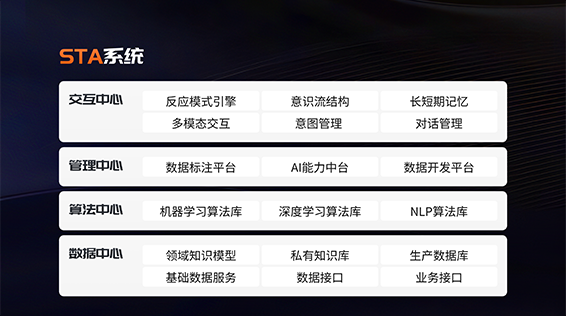 STA系统
交互中心
反应模式引擎 意识流结构 长短期记忆
多模态交互 意图管理 对话管理
管理中心
数据标注平台 AI能力中台 数据开发平台
算法中心
机器学习算法库 深度学习算法库 NLP算法库
数据中心
领域知识模型 私有知识库 生产数据库
基础数据服务 数据接口 业务接口